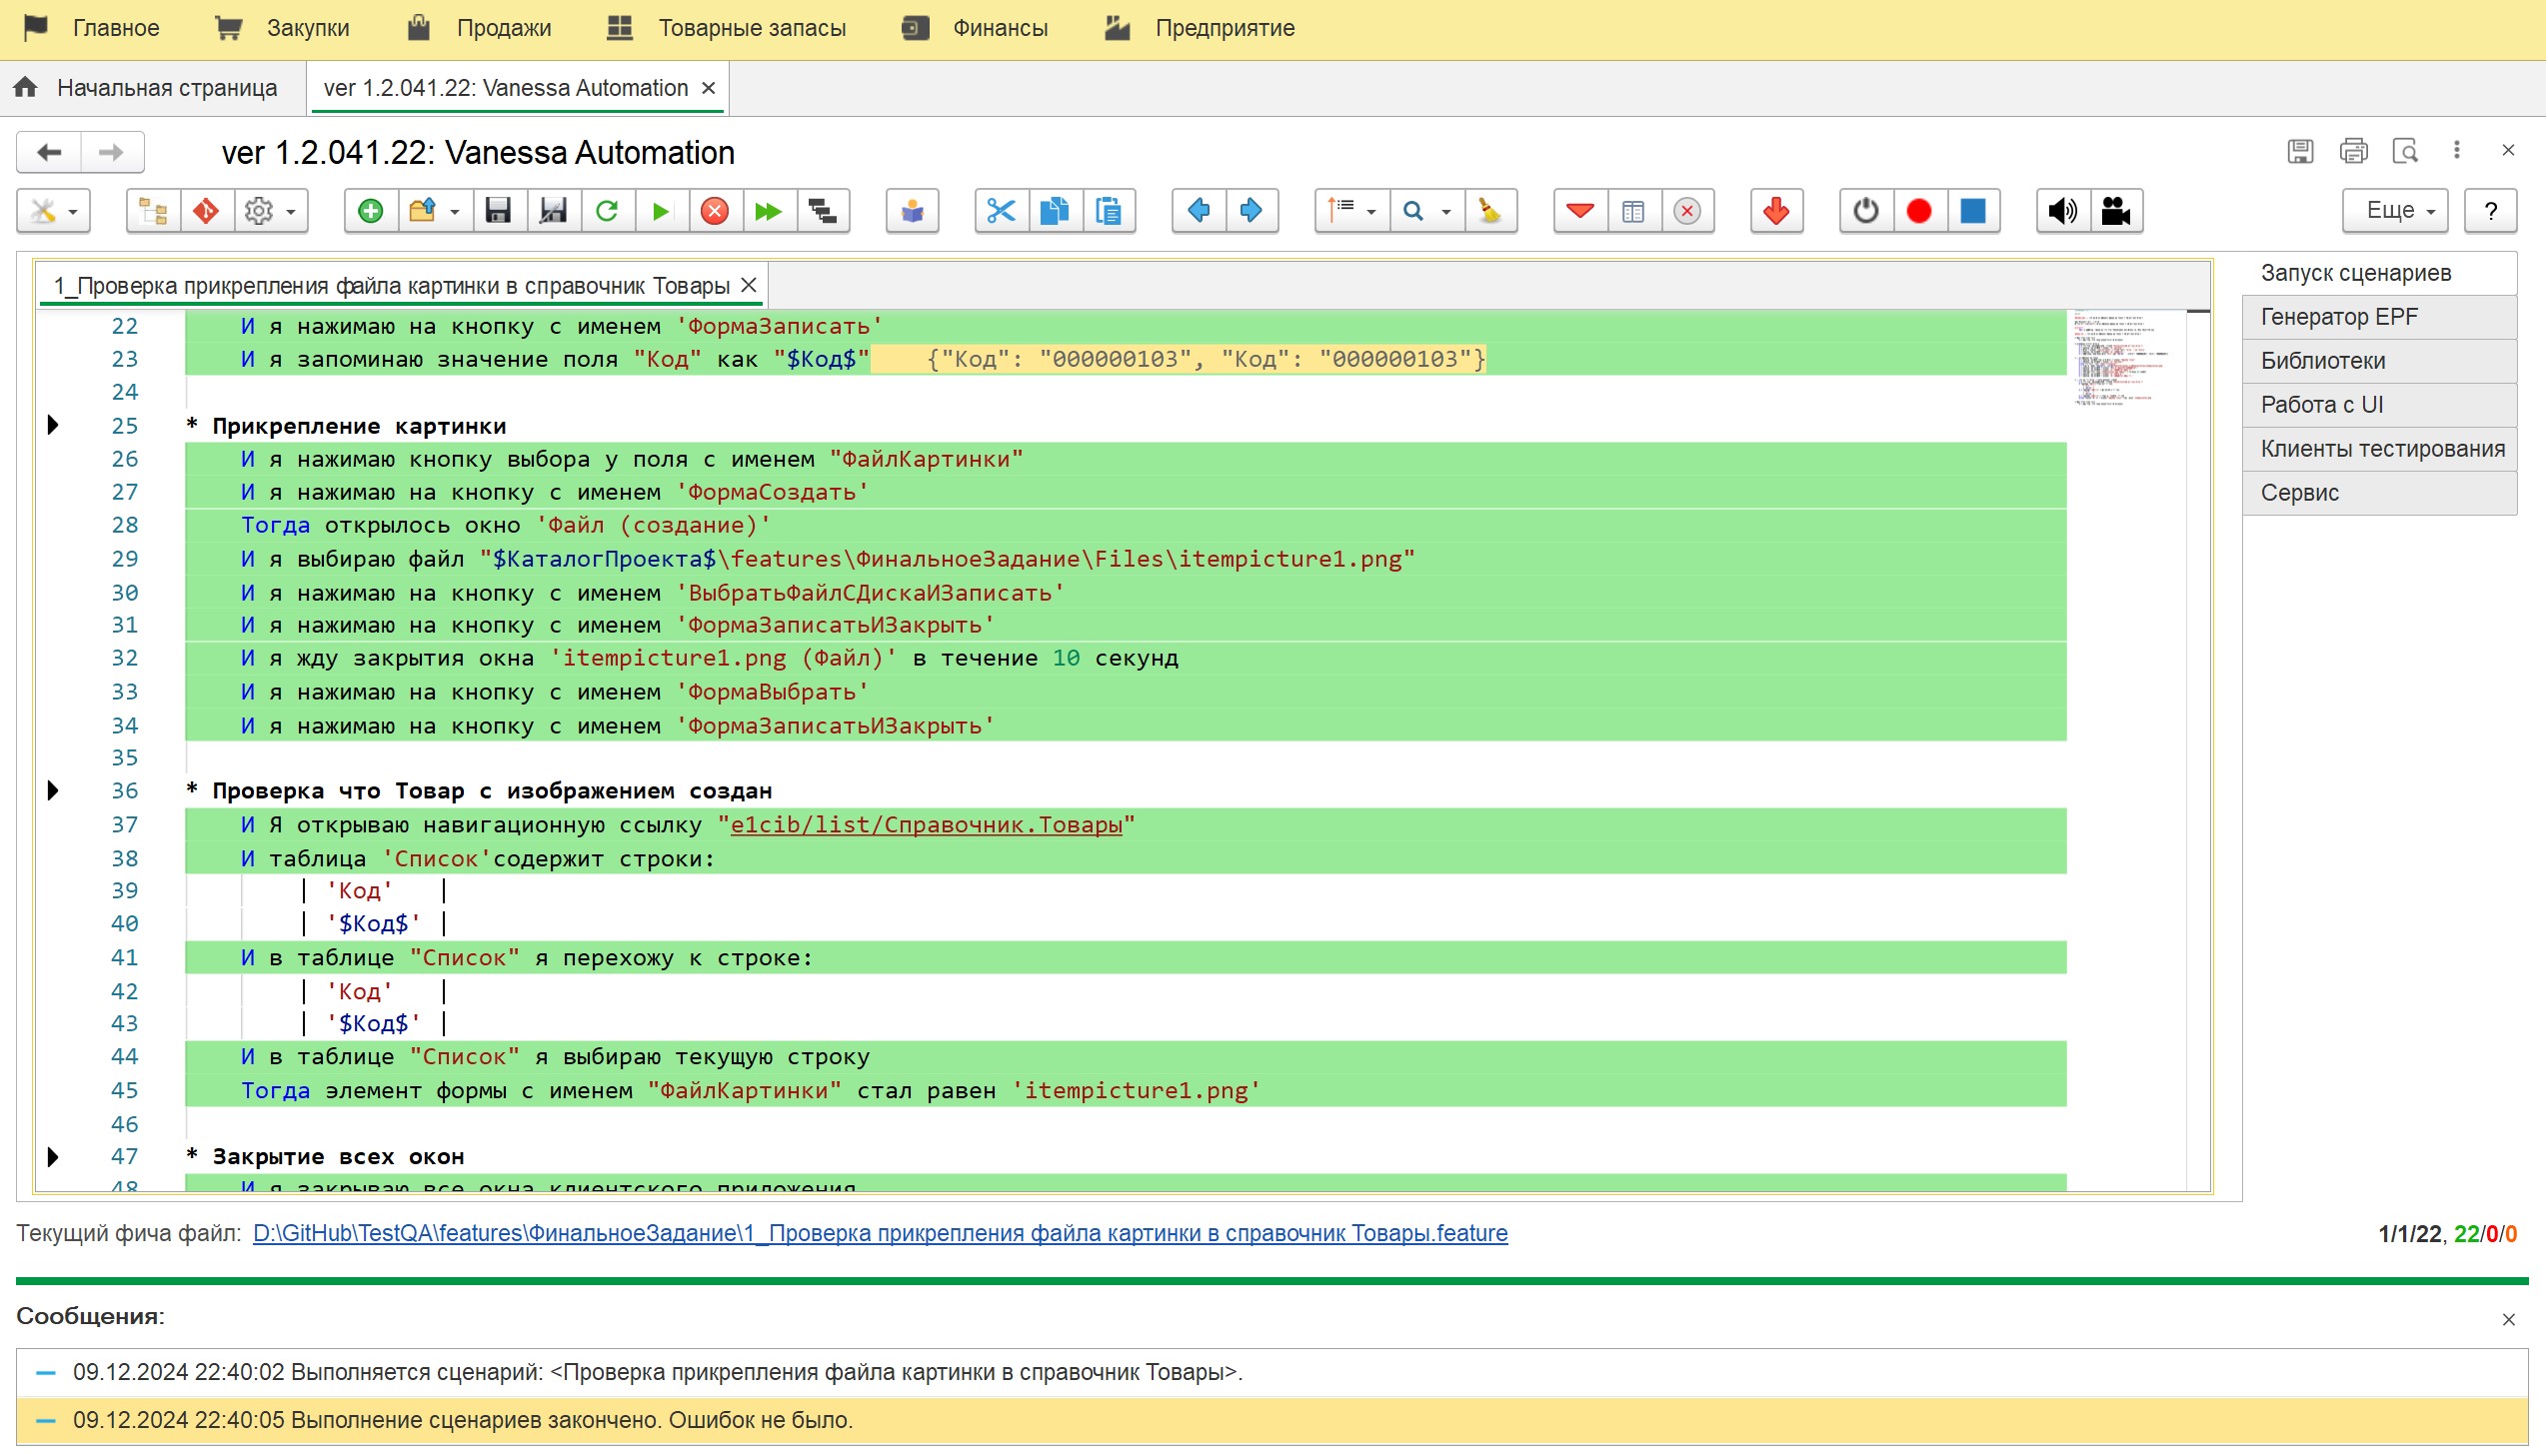 Главное Закупки Продажи Товарные запасы Финансы Предприятие
Начальная страница ver 1.2.041.22: Vanessa Automation
ver 1.2.041.22: Vanessa Automation
Еще ?
1_Проверка прикрепления файла картинки в справочник Товары
Запуск сценариев
Генератор EPF
Библиотеки
Работа с UI
Клиенты тестирования
Сервис
22 И я нажимаю на кнопку с именем 'ФормаЗаписать'
23 И я запоминаю значение поля "Код" как "$Код$" {"Код": "000000103", "Код": "000000103"}
24
25 * Прикрепление картинки
26 И я нажимаю кнопку выбора у поля с именем "ФайлКартинки"
27 И я нажимаю на кнопку с именем 'ФормаСоздать'
28 Тогда открылось окно 'Файл (создание)'
29 И я выбираю файл "$КаталогПроекта$\features\ФинальноеЗадание\Files\itempicture1.png"
30 И я нажимаю на кнопку с именем 'ВыбратьФайлСДискаИЗаписать'
31 И я нажимаю на кнопку с именем 'ФормаЗаписатьИЗакрыть'
32 И я жду закрытия окна 'itempicture1.png (Файл)' в течение 10 секунд
33 И я нажимаю на кнопку с именем 'ФормаВыбрать'
34 И я нажимаю на кнопку с именем 'ФормаЗаписатьИЗакрыть'
35
36 * Проверка что Товар с изображением создан
37 И Я открываю навигационную ссылку "e1cib/list/Справочник.Товары"
38 И таблица 'Список'содержит строки:
39 | 'Код' |
40 | '$Код$' |
41 И в таблице "Список" я перехожу к строке:
42 | 'Код' |
43 | '$Код$' |
44 И в таблице "Список" я выбираю текущую строку
45 Тогда элемент формы с именем "ФайлКартинки" стал равен 'itempicture1.png'
46
47 * Закрытие всех окон
48 И я закрываю все окна клиентского приложения
Текущий фича файл: D:\GitHub\TestQA\features\ФинальноеЗадание\1_Проверка прикрепления файла картинки в справочник Товары.feature 1/1/22, 22/0/0
Сообщения:
09.12.2024 22:40:02 Выполняется сценарий: <Проверка прикрепления файла картинки в справочник Товары>.
09.12.2024 22:40:05 Выполнение сценариев закончено. Ошибок не было.